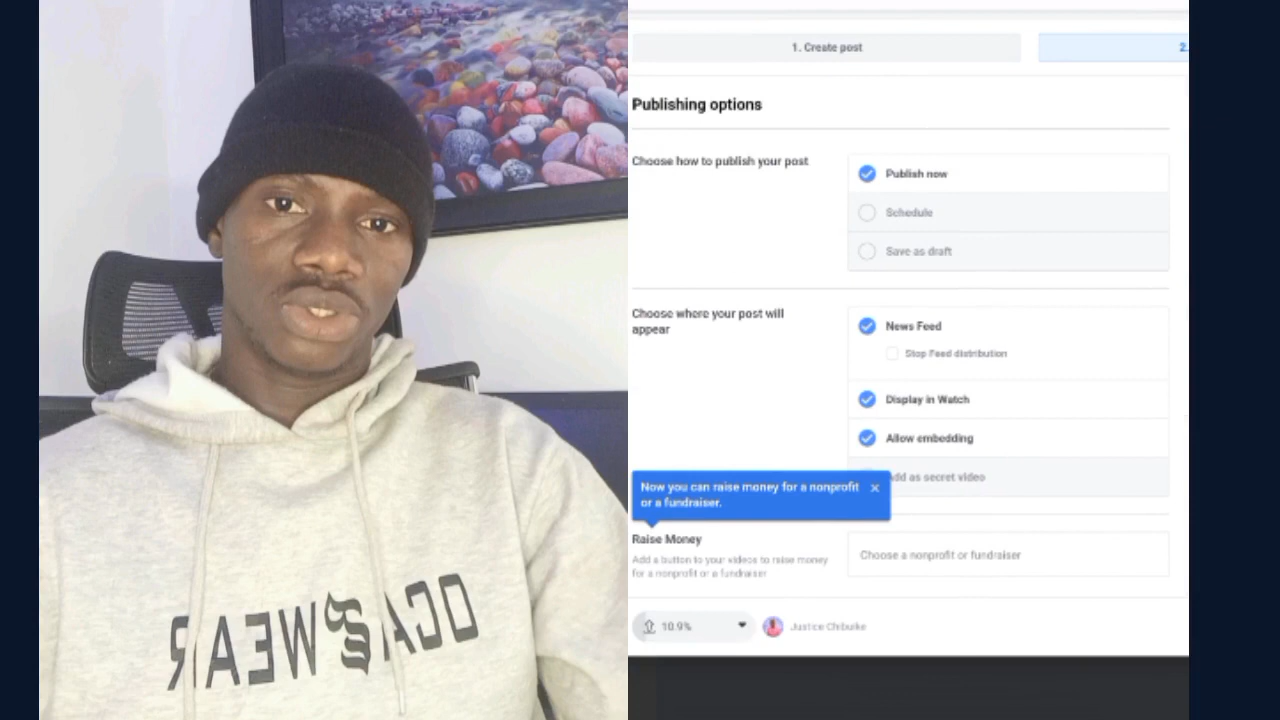 OCA$WEAR
1. Create post
2.
Publishing options
Choose how to publish your post
Publish now
Schedule
Save as draft
Choose where your post will
appear
News Feed
Stop Feed distribution
Display in Watch
Allow embedding
Add as secret video
Now you can raise money for a nonprofit
or a fundraiser.
Raise Money
Add a button to your videos to raise money
for a nonprofit or a fundraiser
Choose a nonprofit or fundraiser
10.9%
Justice Chibuike